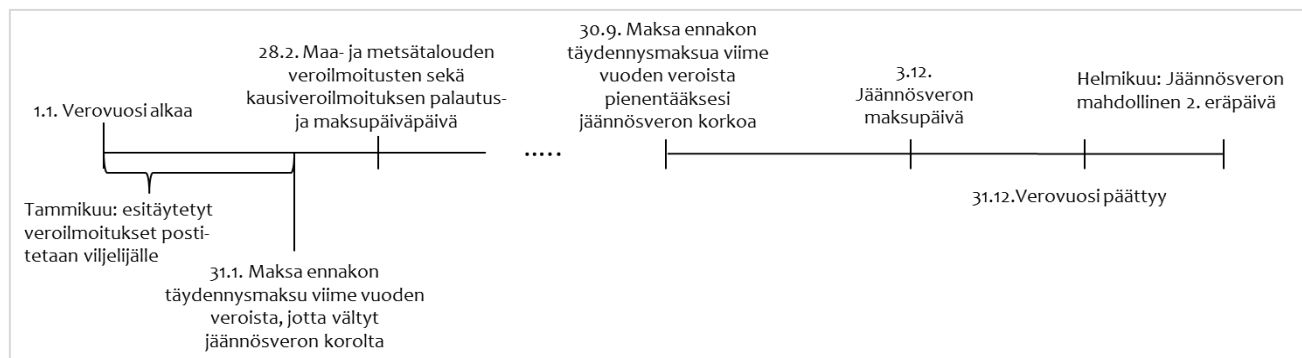 1.1. Verovuosi alkaa
28.2. Maa- ja metsätalouden
veroilmoitusten sekä
kausiveroilmoituksen palautus-
ja maksupäiväpäivä
.....
30.9. Maksa ennakon
täydennysmaksua viime
vuoden veroista
pienentääksesi
jäännösveron korkoa
3.12.
Jäännösveron
maksupäivä
Helmikuu: Jäännösveron
mahdollinen 2. eräpäivä
Tammikuu: esitäytetyt
veroilmoitukset posti-
tetaan viljelijälle
31.1. Maksa ennakon
täydennysmaksu viime vuoden
veroista, jotta vältyt
jäännösveron korolta
31.12.Verovuosi päättyy